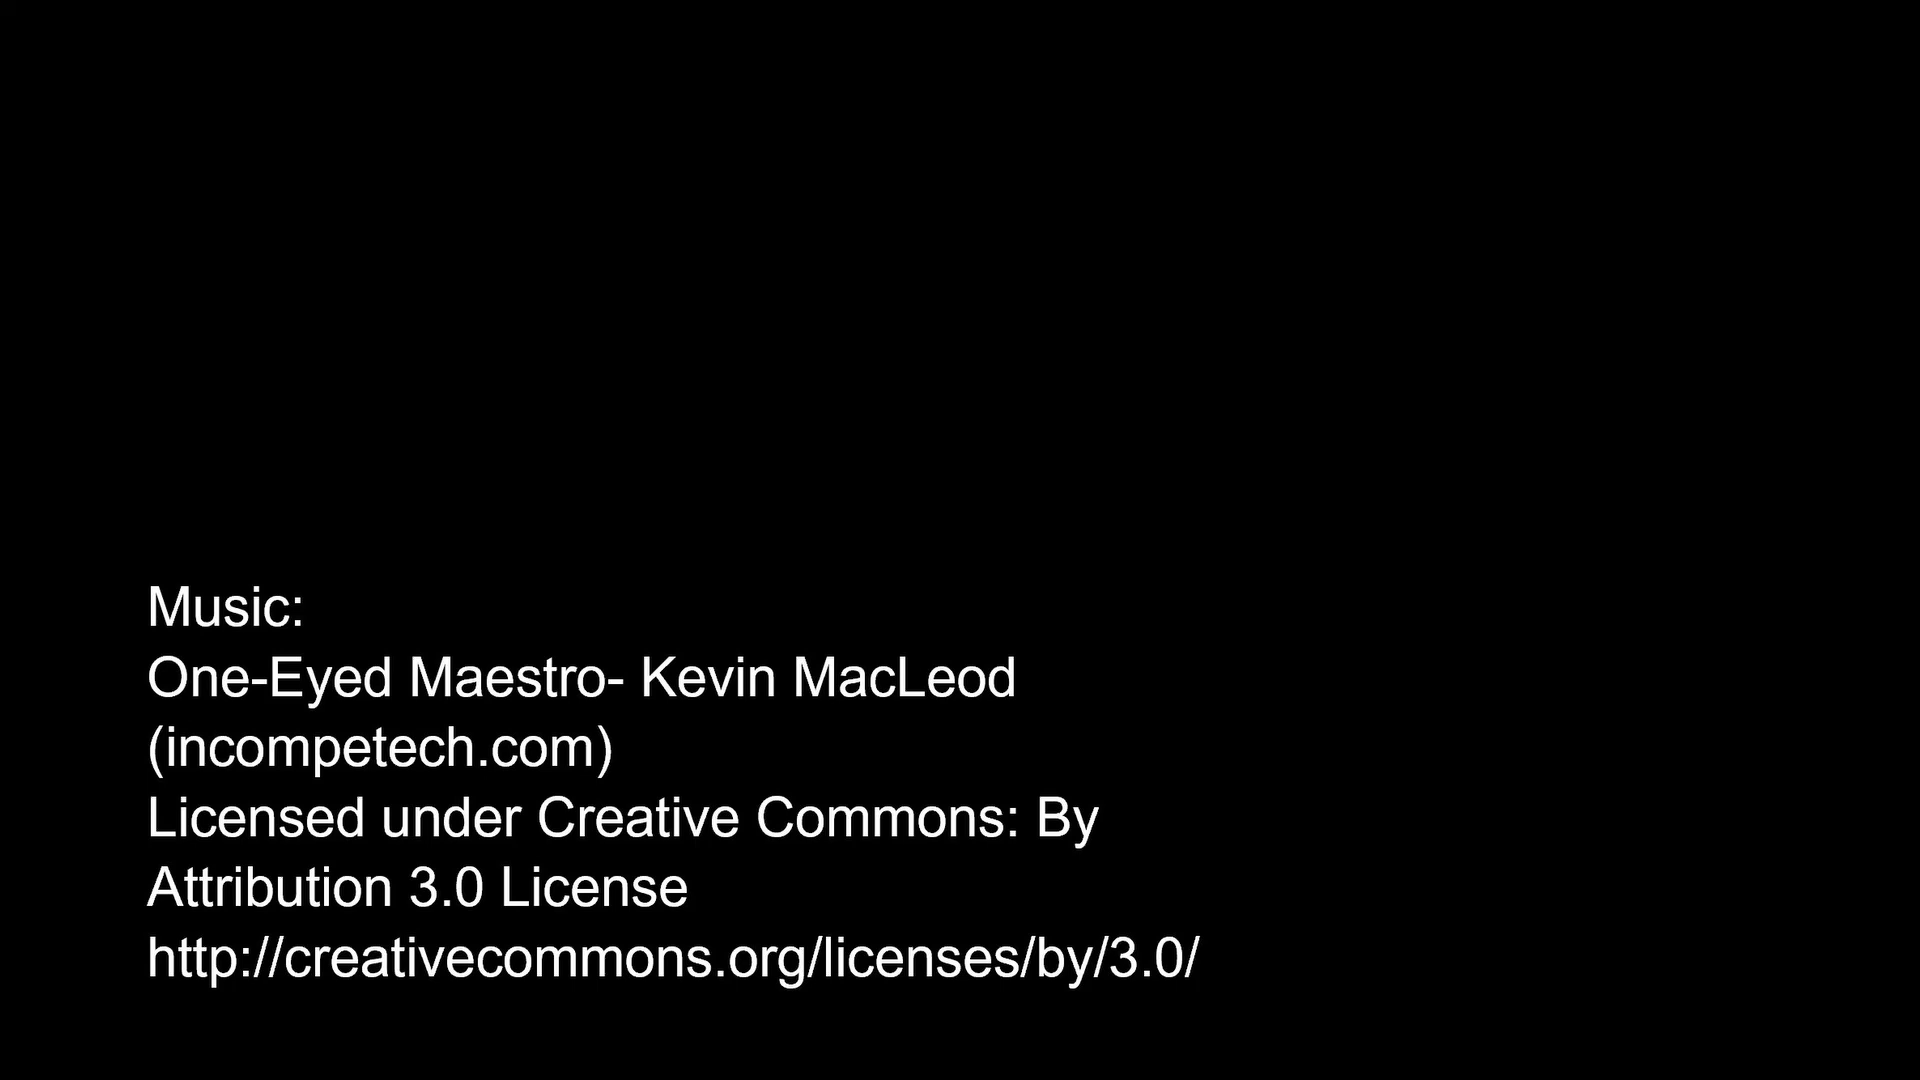 Music:
One-Eyed Maestro- Kevin MacLeod
(incompetech.com)
Licensed under Creative Commons: By
Attribution 3.0 License
http://creativecommons.org/licenses/by/3.0/